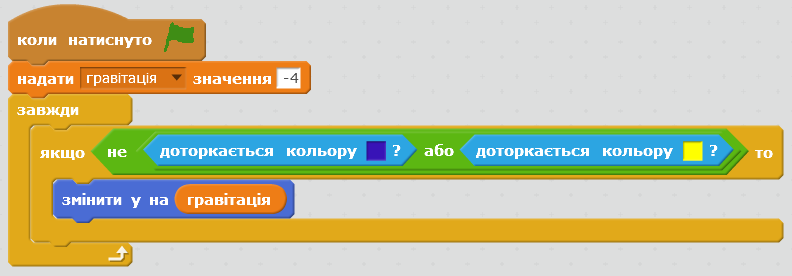 коли натиснуто
надати гравітація значення -4
завжди
якщо не доторкається кольору ? або доторкається кольору ? то
змінити у на гравітація